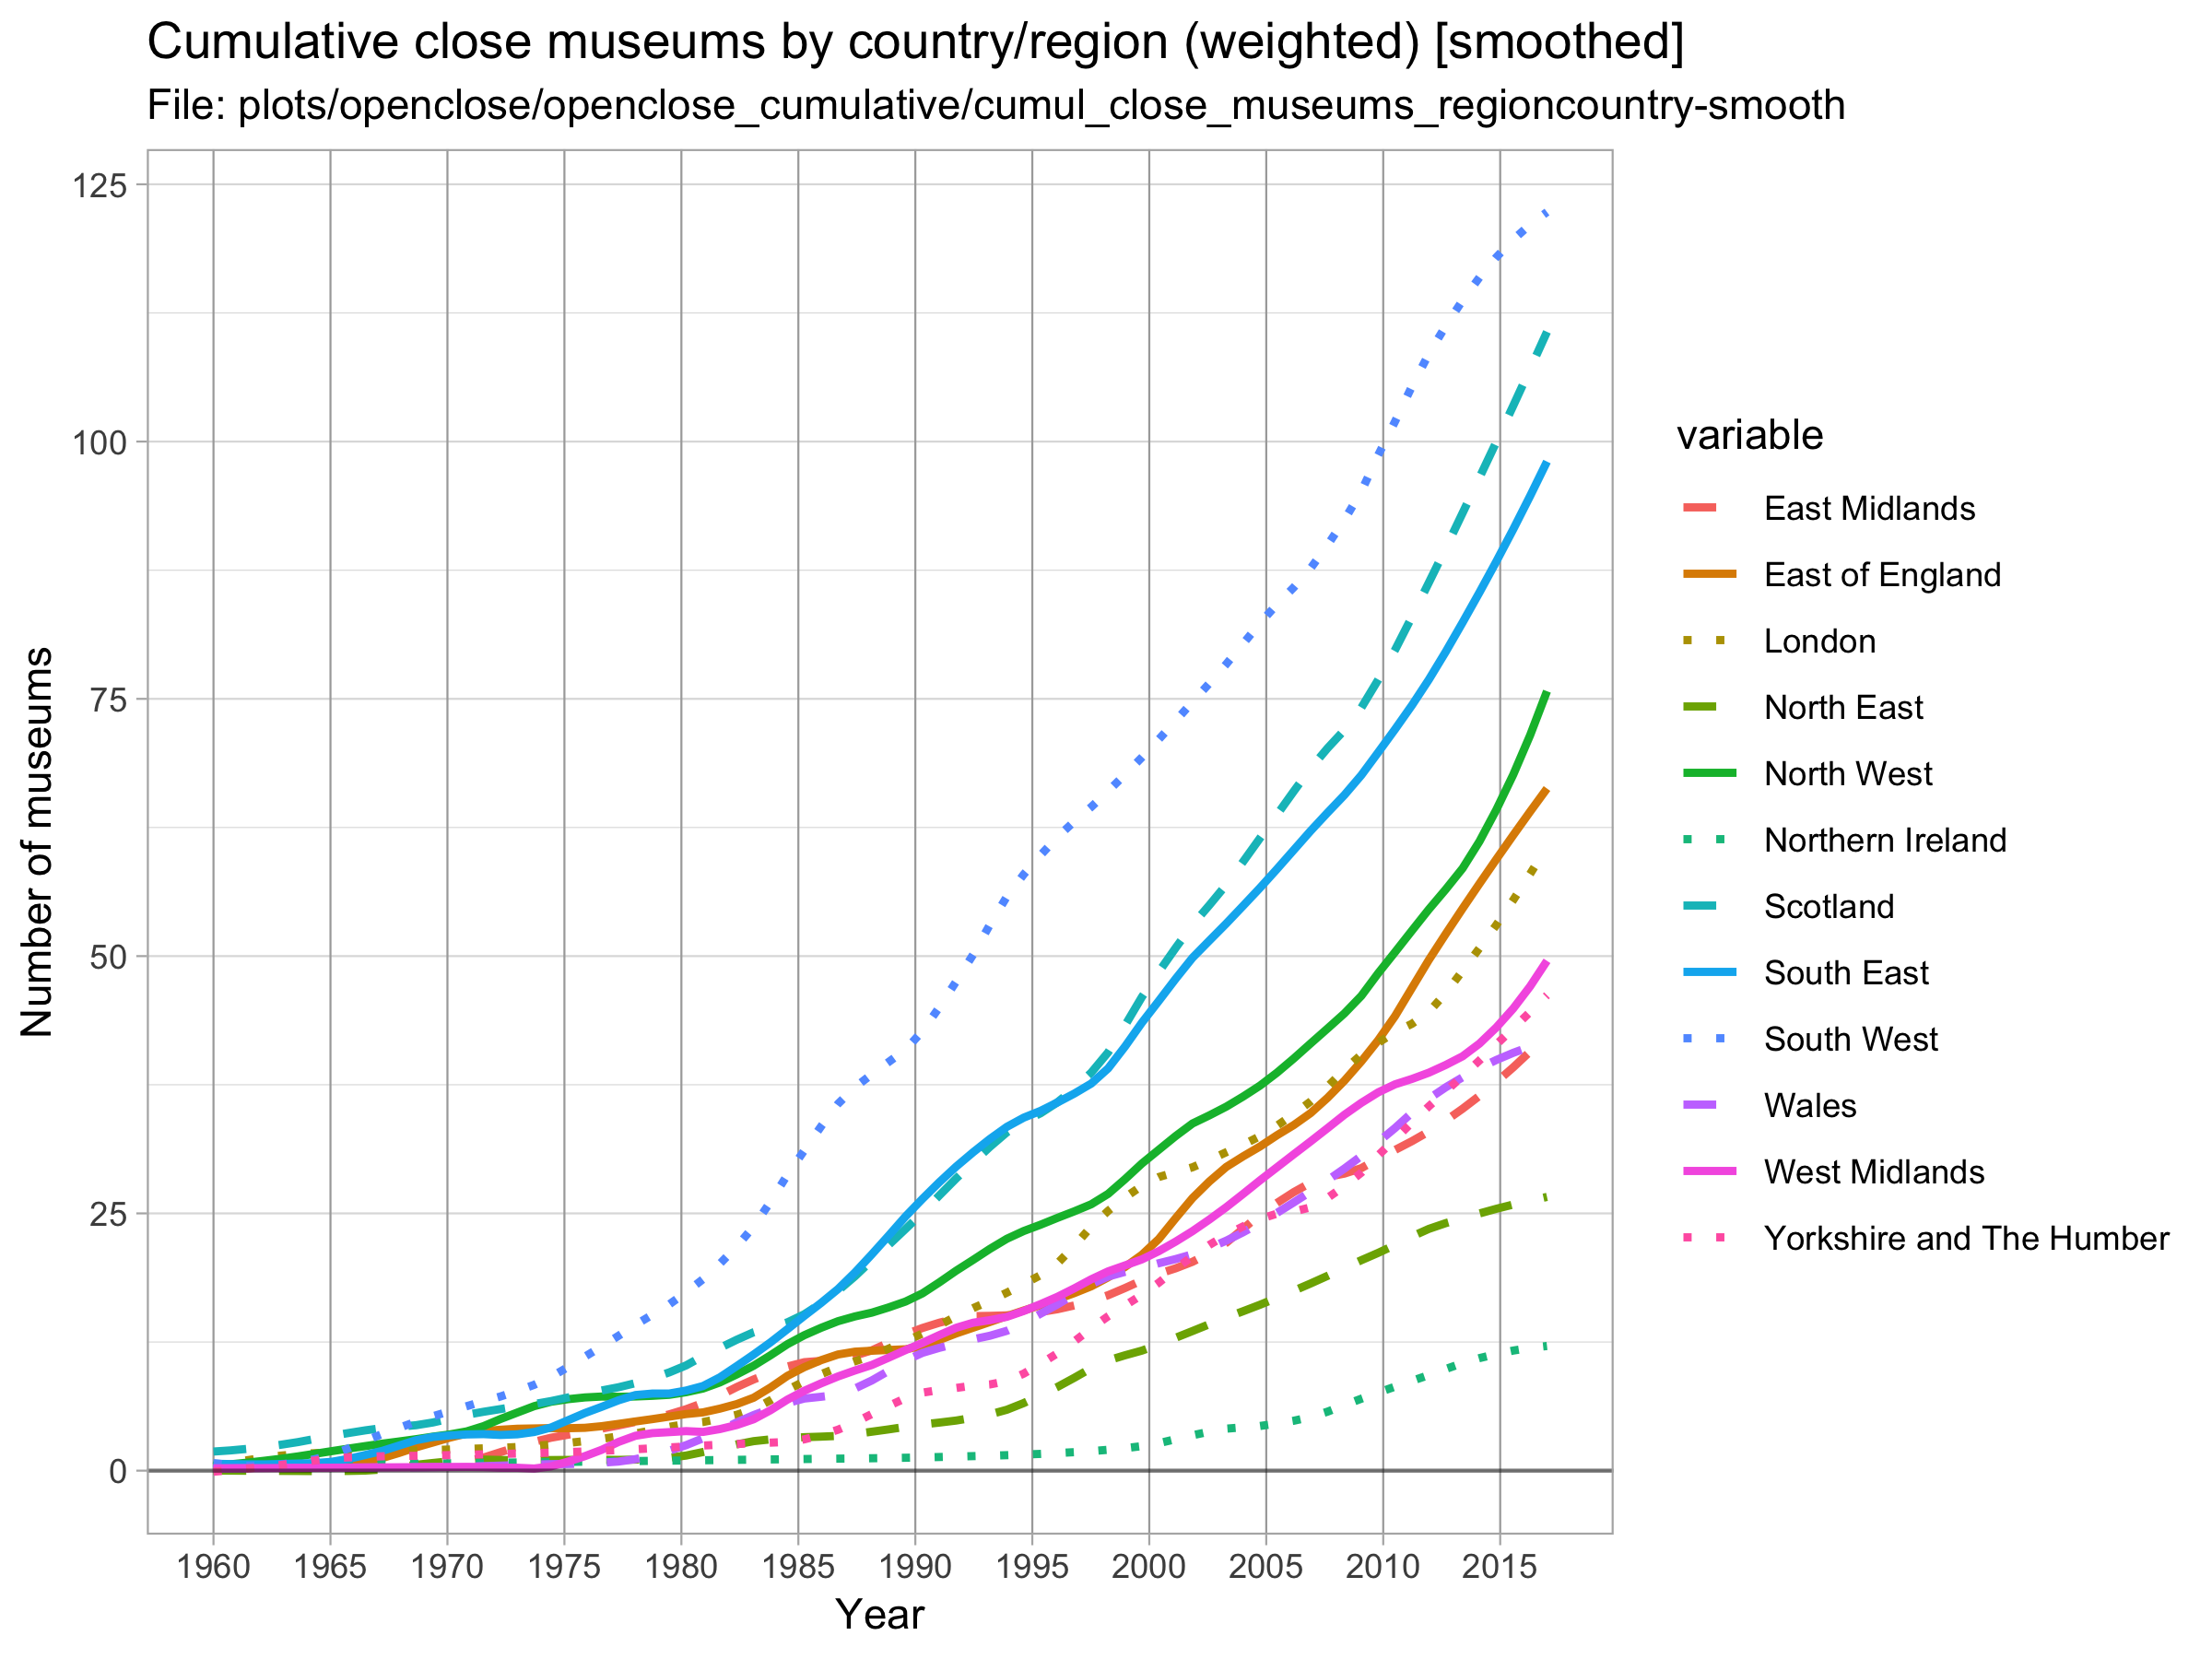 Cumulative close museums by country/region (weighted) [smoothed]
File: plots/openclose/openclose_cumulative/cumul_close_museums_regioncountry-smooth
Number of museums
125
100
75
50
25
0
1960 1965 1970 1975 1980 1985 1990 1995 2000 2005 2010 2015
Year
variable
East Midlands
East of England
London
North East
North West
Northern Ireland
Scotland
South East
South West
Wales
West Midlands
Yorkshire and The Humber